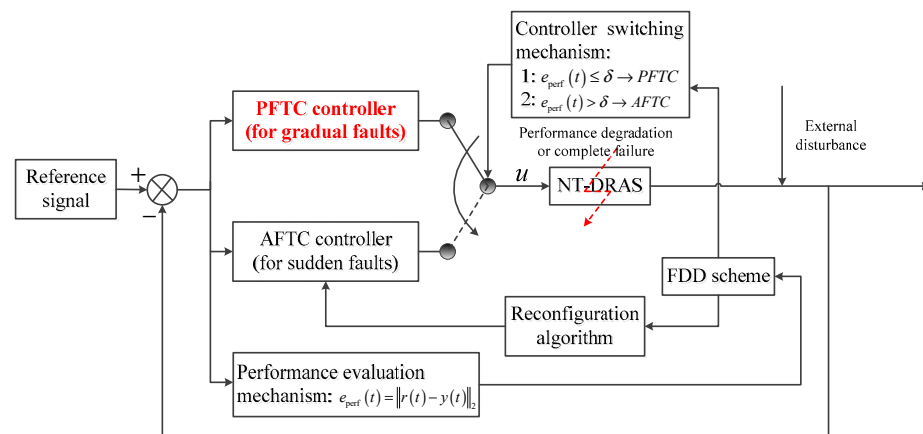 Controller switching
mechanism:
1: e_perf(t) ≤ δ → PFTC
2: e_perf(t) > δ → AFTC
PFTC controller
(for gradual faults)
Performance degradation
or complete failure
External
disturbance
Reference
signal
+
−
u
NT-DRAS
AFTC controller
(for sudden faults)
FDD scheme
Reconfiguration
algorithm
Performance evaluation
mechanism: e_perf(t) = ‖r(t) − y(t)‖₂